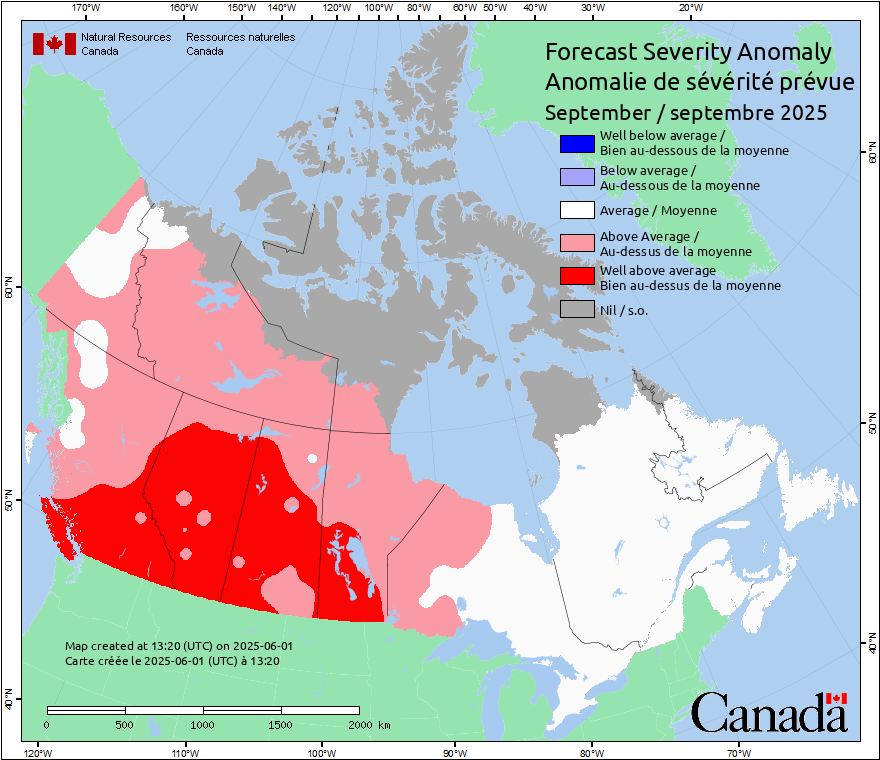 170°W 160°W 150°W 140°W 130°W 120°W 110°W 100°W 90°W 80°W 70°W 60°W 50°W 40°W 30°W 20°W
Natural Resources Canada
Ressources naturelles Canada
Forecast Severity Anomaly
Anomalie de sévérité prévue
September / septembre 2025
Well below average /
Bien au-dessous de la moyenne
Below average /
Au-dessous de la moyenne
Average / Moyenne
Above Average /
Au-dessus de la moyenne
Well above average
Bien au-dessus de la moyenne
Nil / s.o.
60°N
50°N
40°N
60°N
50°N
40°N
Map created at 13:20 (UTC) on 2025-06-01
Carte créée le 2025-06-01 (UTC) à 13:20
0 500 1000 1500 2000 km
Canada
120°W 110°W 100°W 90°W 80°W 70°W